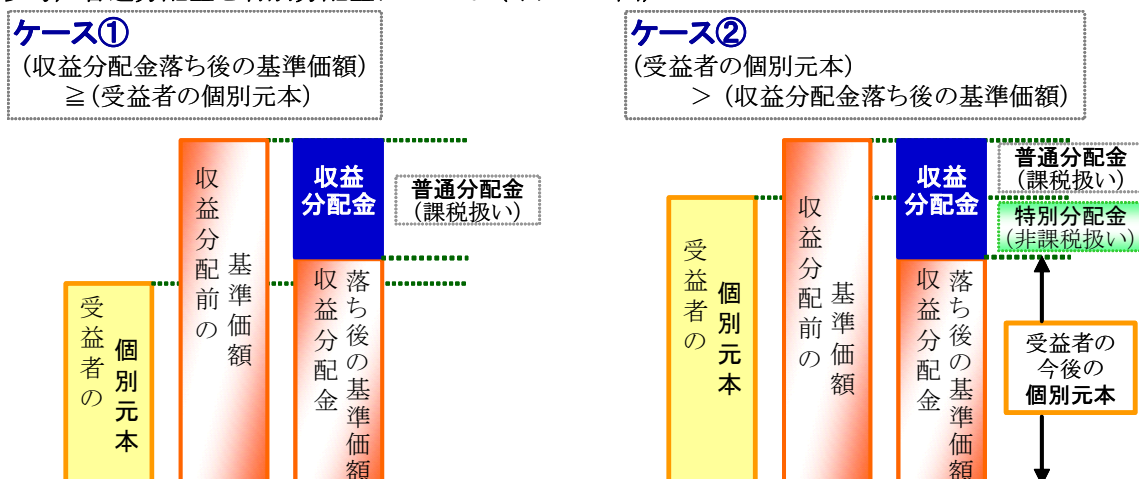 ケース①
(収益分配金落ち後の基準価額)
≧(受益者の個別元本)
受益者の
個別元本
収益分配前の
基準価額
収益
分配金
収益分配金
落ち後の基準価額
普通分配金
(課税扱い)
ケース②
(受益者の個別元本)
> (収益分配金落ち後の基準価額)
受益者の
個別元本
収益分配前の
基準価額
収益
分配金
収益分配金
落ち後の基準価額
普通分配金
(課税扱い)
特別分配金
(非課税扱い)
受益者の
今後の
個別元本